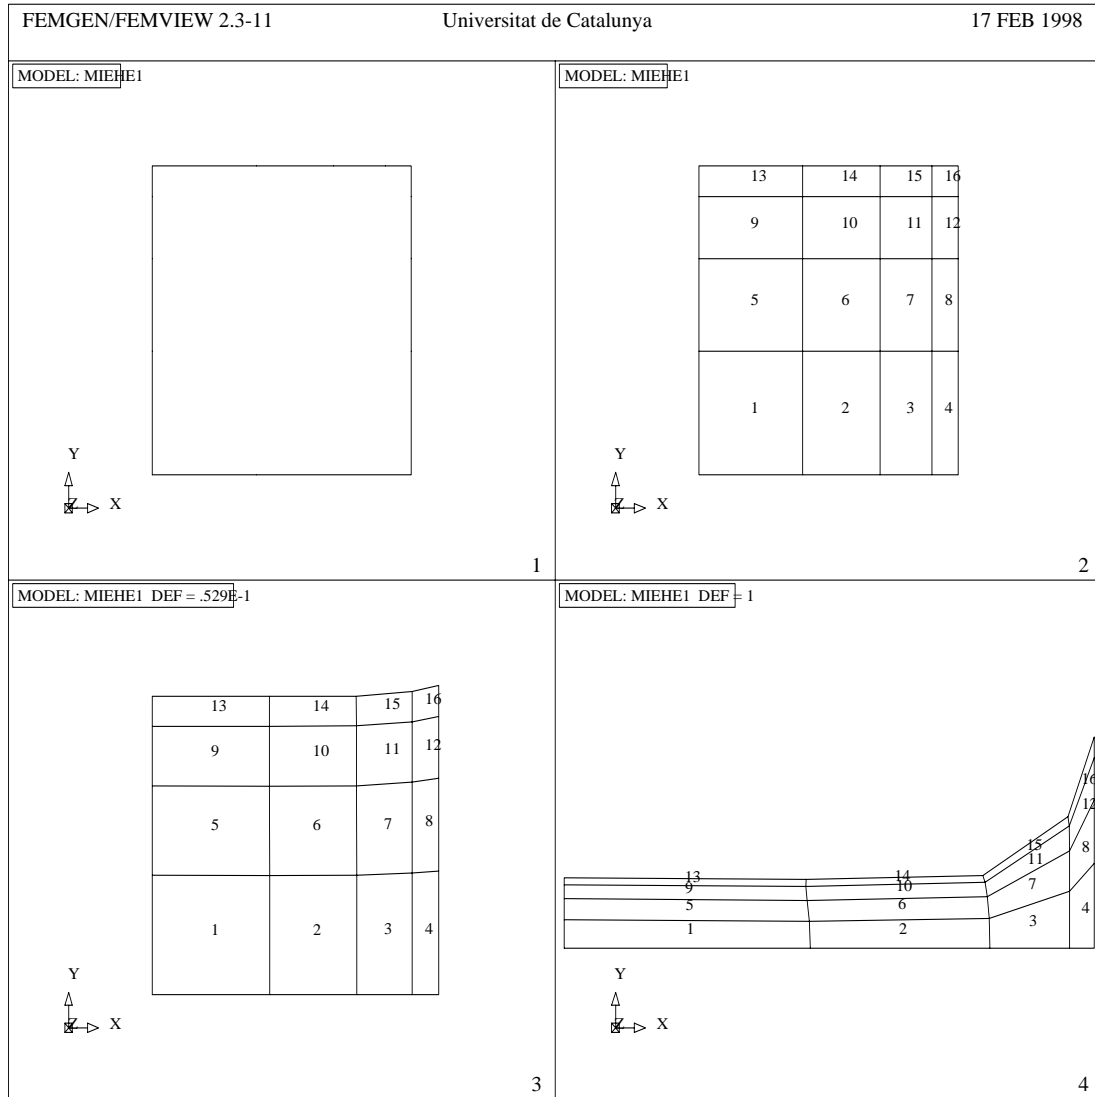 FEMGEN/FEMVIEW 2.3-11 Universitat de Catalunya 17 FEB 1998
MODEL: MIEHE1
Y
Z X
1
MODEL: MIEHE1
13 14 15 16
9 10 11 12
5 6 7 8
1 2 3 4
Y
Z X
2
MODEL: MIEHE1 DEF = .529E-1
13 14 15 16
9 10 11 12
5 6 7 8
1 2 3 4
Y
Z X
3
MODEL: MIEHE1 DEF = 1
13 14 15 16
9 10 11 12
5 6 7 8
1 2 3 4
Y
Z X
4